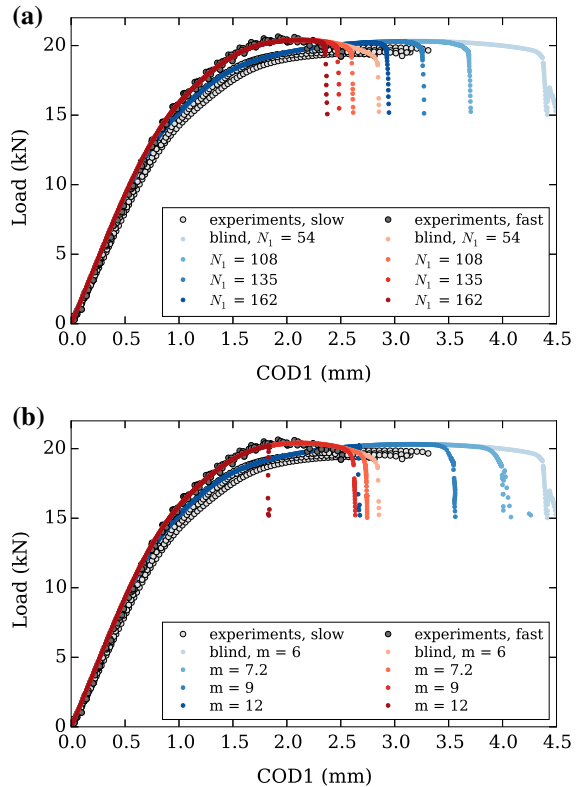 (a)
20
15
10
5
0
Load (kN)
experiments, slow
blind, N₁ = 54
N₁ = 108
N₁ = 135
N₁ = 162
experiments, fast
blind, N₁ = 54
N₁ = 108
N₁ = 135
N₁ = 162
0.0 0.5 1.0 1.5 2.0 2.5 3.0 3.5 4.0 4.5
COD1 (mm)
(b)
20
15
10
5
0
Load (kN)
experiments, slow
blind, m = 6
m = 7.2
m = 9
m = 12
experiments, fast
blind, m = 6
m = 7.2
m = 9
m = 12
0.0 0.5 1.0 1.5 2.0 2.5 3.0 3.5 4.0 4.5
COD1 (mm)